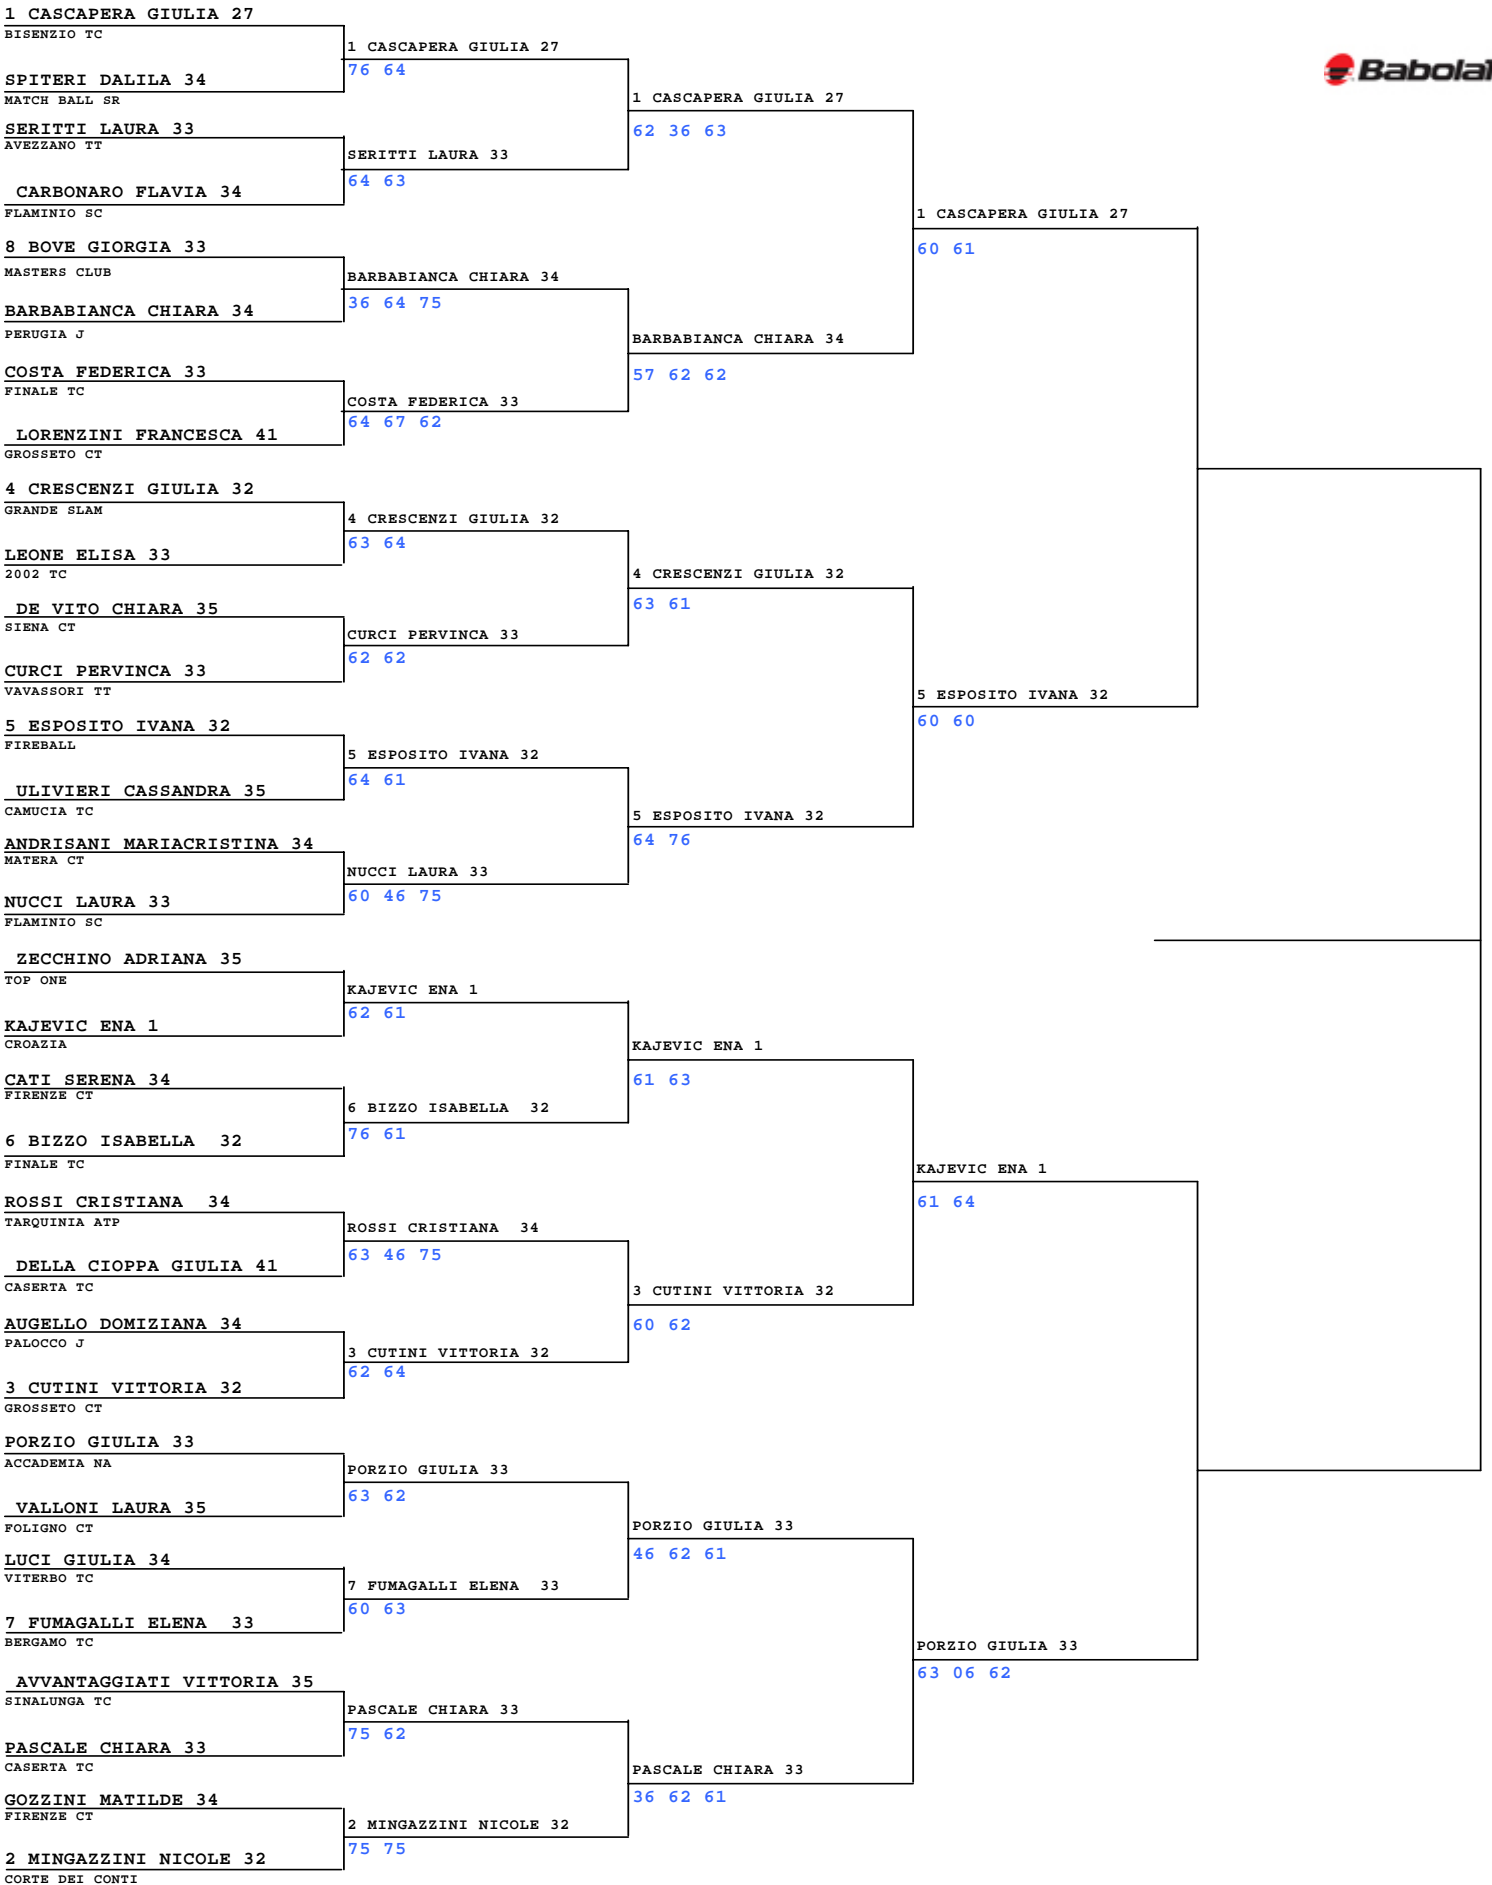 1 CASCAPERA GIULIA 27
BISENZIO TC
SPITERI DALILA 34
MATCH BALL SR
SERITTI LAURA 33
AVEZZANO TT
CARBONARO FLAVIA 34
FLAMINIO SC
8 BOVE GIORGIA 33
MASTERS CLUB
BARBABIANCA CHIARA 34
PERUGIA J
COSTA FEDERICA 33
FINALE TC
LORENZINI FRANCESCA 41
GROSSETO CT
4 CRESCENZI GIULIA 32
GRANDE SLAM
LEONE ELISA 33
2002 TC
DE VITO CHIARA 35
SIENA CT
CURCI PERVINCA 33
VAVASSORI TT
5 ESPOSITO IVANA 32
FIREBALL
ULIVIERI CASSANDRA 35
CAMUCIA TC
ANDRISANI MARIACRISTINA 34
MATERA CT
NUCCI LAURA 33
FLAMINIO SC
ZECCHINO ADRIANA 35
TOP ONE
KAJEVIC ENA 1
CROAZIA
CATI SERENA 34
FIRENZE CT
6 BIZZO ISABELLA  32
FINALE TC
ROSSI CRISTIANA  34
TARQUINIA ATP
DELLA CIOPPA GIULIA 41
CASERTA TC
AUGELLO DOMIZIANA 34
PALOCCO J
3 CUTINI VITTORIA 32
GROSSETO CT
PORZIO GIULIA 33
ACCADEMIA NA
VALLONI LAURA 35
FOLIGNO CT
LUCI GIULIA 34
VITERBO TC
7 FUMAGALLI ELENA  33
BERGAMO TC
AVVANTAGGIATI VITTORIA 35
SINALUNGA TC
PASCALE CHIARA 33
CASERTA TC
GOZZINI MATILDE 34
FIRENZE CT
2 MINGAZZINI NICOLE 32
CORTE DEI CONTI
1 CASCAPERA GIULIA 27
76 64
SERITTI LAURA 33
64 63
BARBABIANCA CHIARA 34
36 64 75
COSTA FEDERICA 33
64 67 62
4 CRESCENZI GIULIA 32
63 64
CURCI PERVINCA 33
62 62
5 ESPOSITO IVANA 32
64 61
NUCCI LAURA 33
60 46 75
KAJEVIC ENA 1
62 61
6 BIZZO ISABELLA  32
76 61
ROSSI CRISTIANA  34
63 46 75
3 CUTINI VITTORIA 32
62 64
PORZIO GIULIA 33
63 62
7 FUMAGALLI ELENA  33
60 63
PASCALE CHIARA 33
75 62
2 MINGAZZINI NICOLE 32
75 75
1 CASCAPERA GIULIA 27
62 36 63
BARBABIANCA CHIARA 34
57 62 62
4 CRESCENZI GIULIA 32
63 61
5 ESPOSITO IVANA 32
64 76
KAJEVIC ENA 1
61 63
3 CUTINI VITTORIA 32
60 62
PORZIO GIULIA 33
46 62 61
PASCALE CHIARA 33
36 62 61
1 CASCAPERA GIULIA 27
60 61
5 ESPOSITO IVANA 32
60 60
KAJEVIC ENA 1
61 64
PORZIO GIULIA 33
63 06 62
Babolat